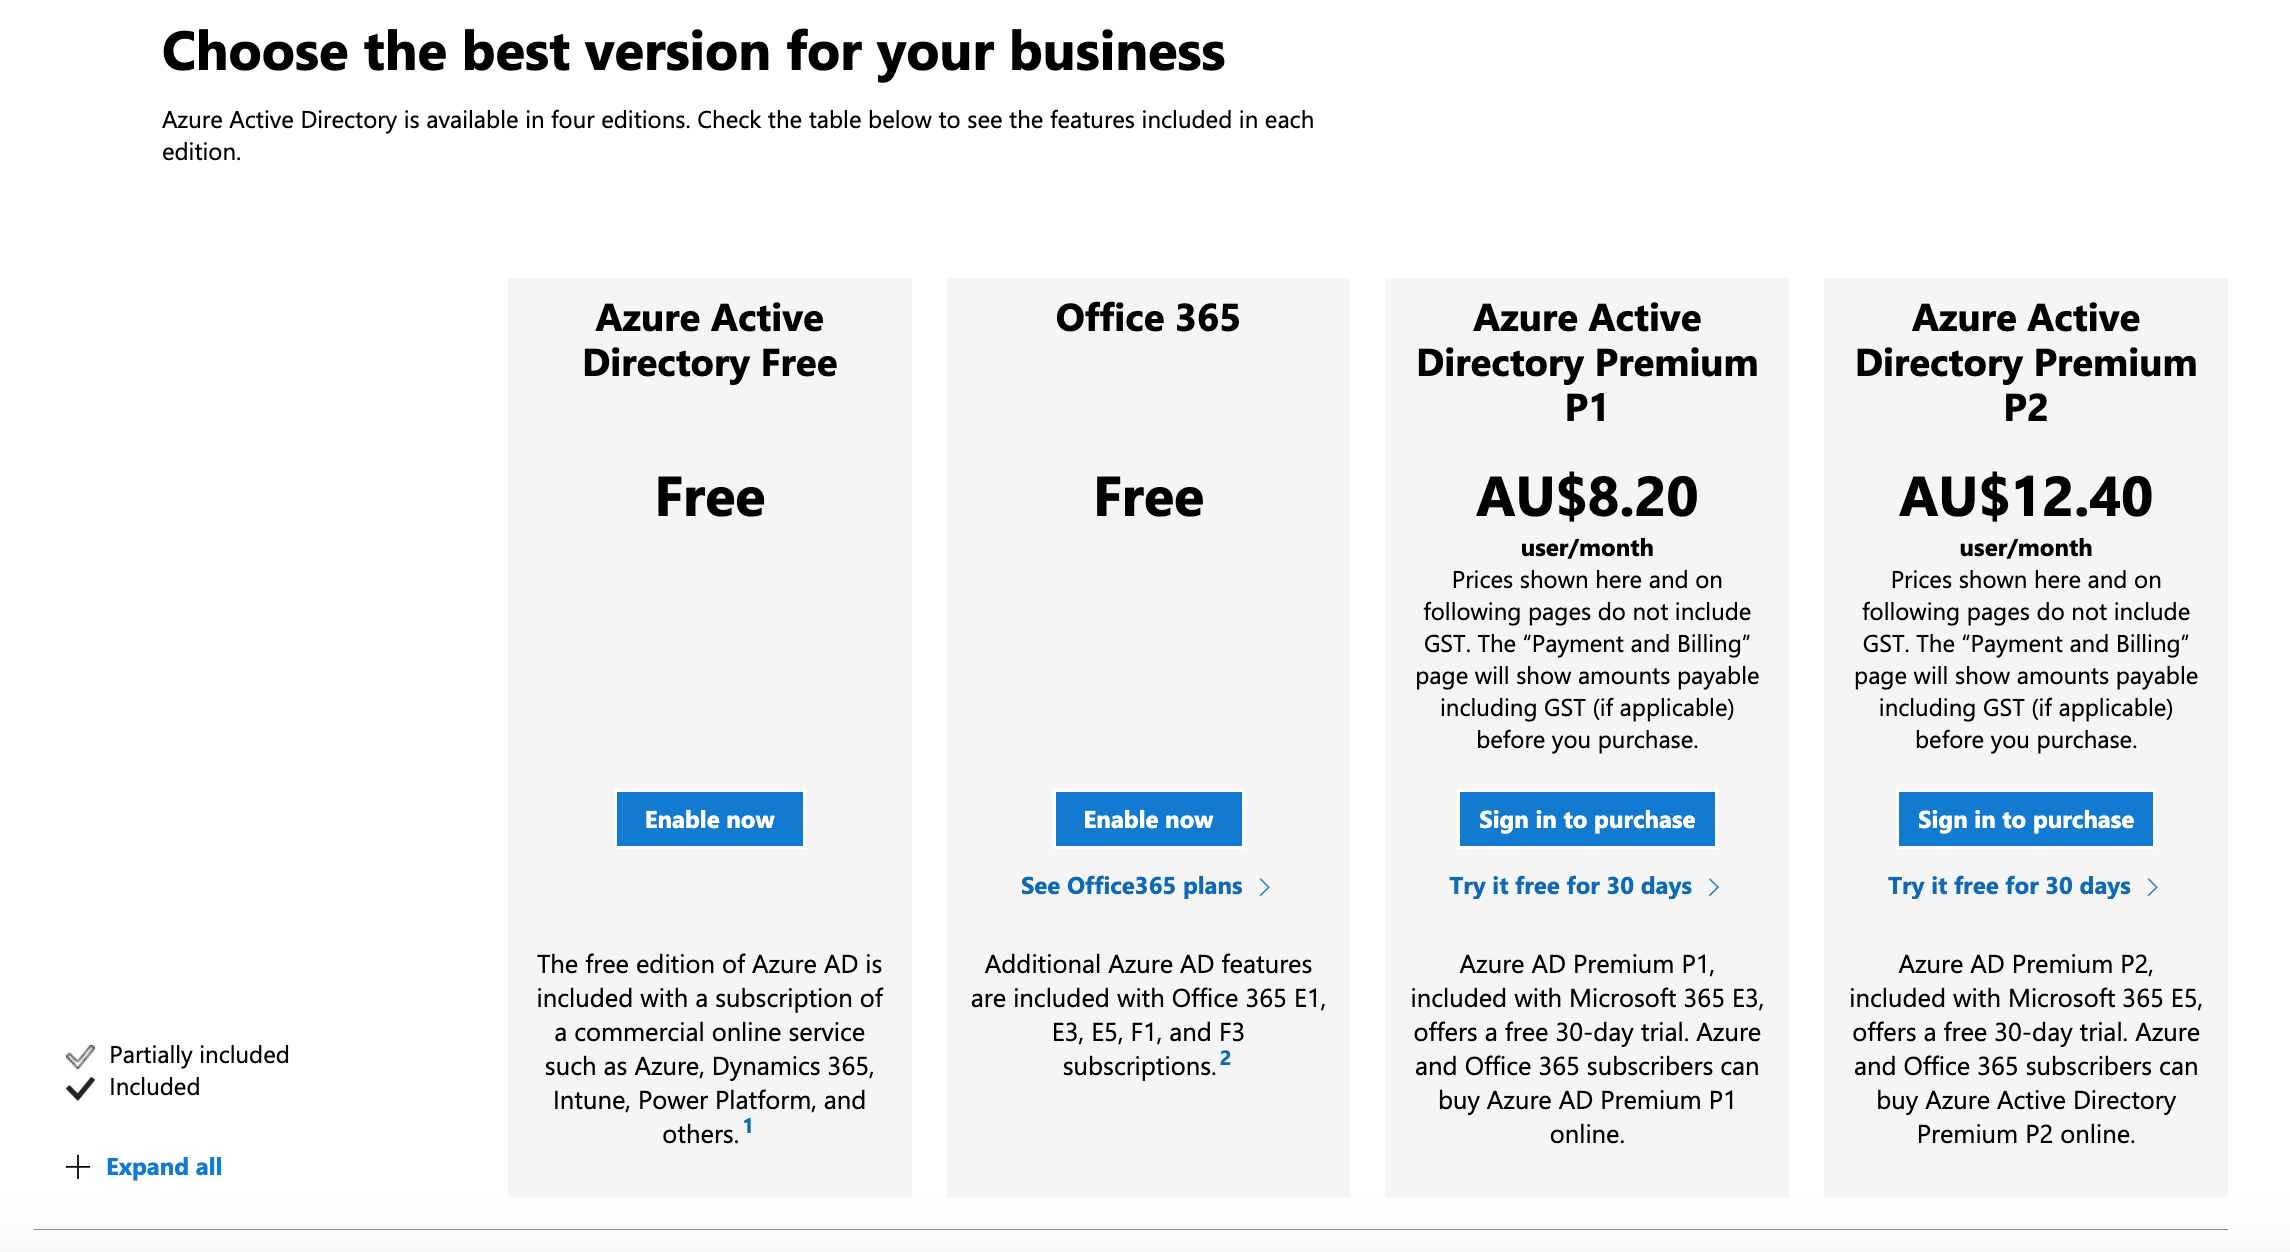 Choose the best version for your business
Azure Active Directory is available in four editions. Check the table below to see the features included in each
edition.
Partially included
Included
Expand all
Azure Active
Directory Free
Free
Enable now
The free edition of Azure AD is
included with a subscription of
a commercial online service
such as Azure, Dynamics 365,
Intune, Power Platform, and
others. 1
Office 365
Free
Enable now
See Office365 plans
Additional Azure AD features
are included with Office 365 E1,
E3, E5, F1, and F3
subscriptions. 2
Azure Active
Directory Premium
P1
AU$8.20
user/month
Prices shown here and on
following pages do not include
GST. The “Payment and Billing”
page will show amounts payable
including GST (if applicable)
before you purchase.
Sign in to purchase
Try it free for 30 days
Azure AD Premium P1,
included with Microsoft 365 E3,
offers a free 30-day trial. Azure
and Office 365 subscribers can
buy Azure AD Premium P1
online.
Azure Active
Directory Premium
P2
AU$12.40
user/month
Prices shown here and on
following pages do not include
GST. The “Payment and Billing”
page will show amounts payable
including GST (if applicable)
before you purchase.
Sign in to purchase
Try it free for 30 days
Azure AD Premium P2,
included with Microsoft 365 E5,
offers a free 30-day trial. Azure
and Office 365 subscribers can
buy Azure Active Directory
Premium P2 online.